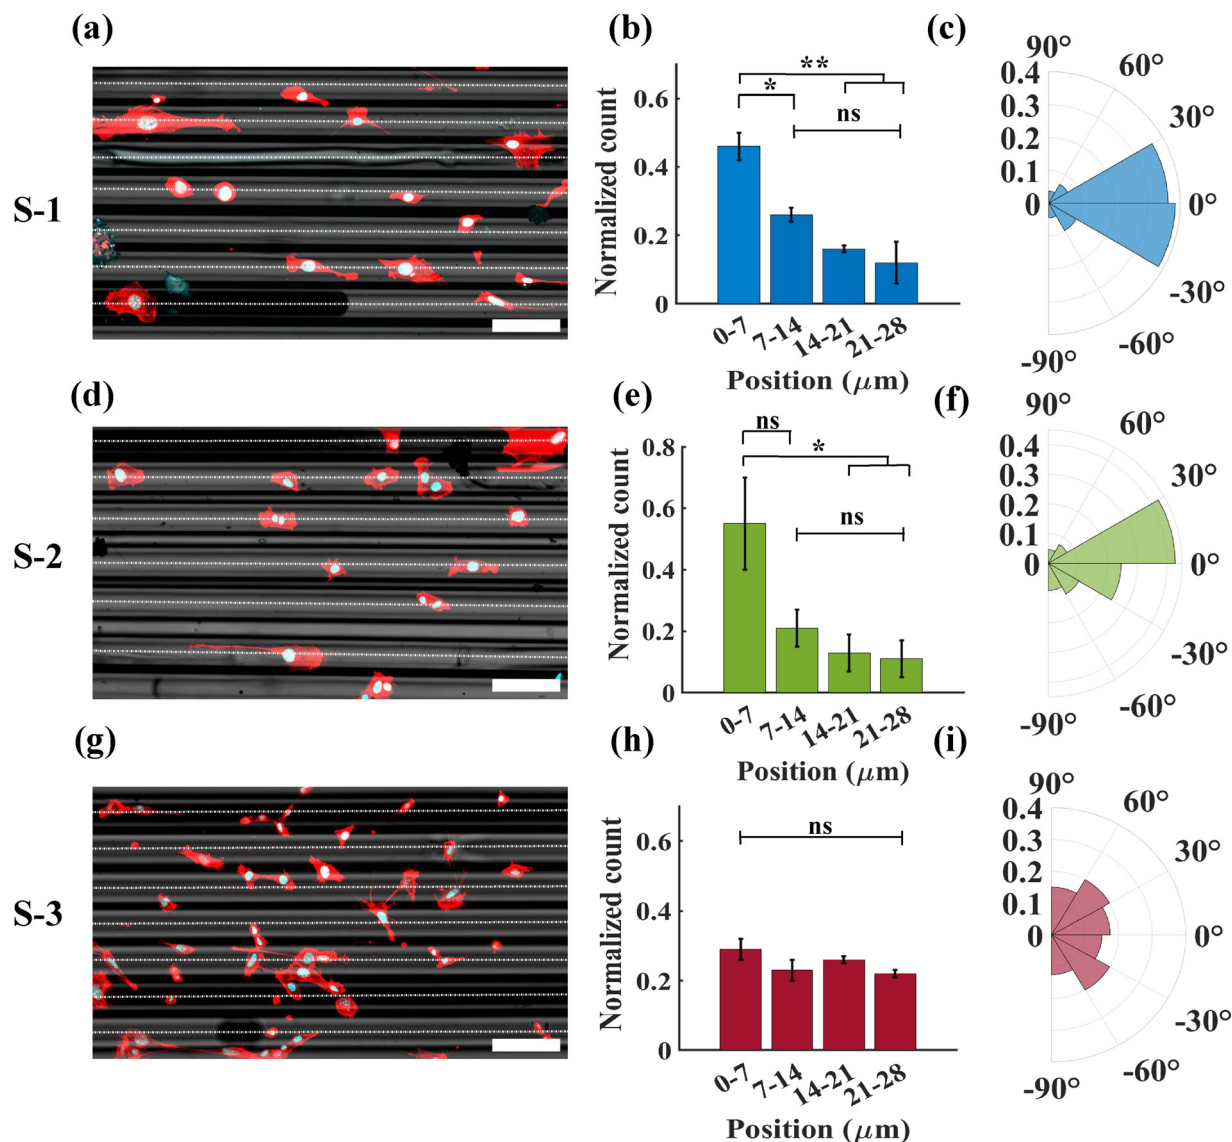 (a)
S-1
(b)
Normalized count
0.6
0.4
0.2
0
**
*
ns
0-7
7-14
14-21
21-28
Position (μm)
(c)
90°
60°
30°
0°
-30°
-60°
-90°
0.4
0.3
0.2
0.1
0
(d)
S-2
(e)
Normalized count
0.8
0.6
0.4
0.2
0
ns
*
ns
0-7
7-14
14-21
21-28
Position (μm)
(f)
90°
60°
30°
0°
-30°
-60°
-90°
0.4
0.3
0.2
0.1
0
(g)
S-3
(h)
Normalized count
0.6
0.4
0.2
0
ns
0-7
7-14
14-21
21-28
Position (μm)
(i)
90°
60°
30°
0°
-30°
-60°
-90°
0.4
0.3
0.2
0.1
0